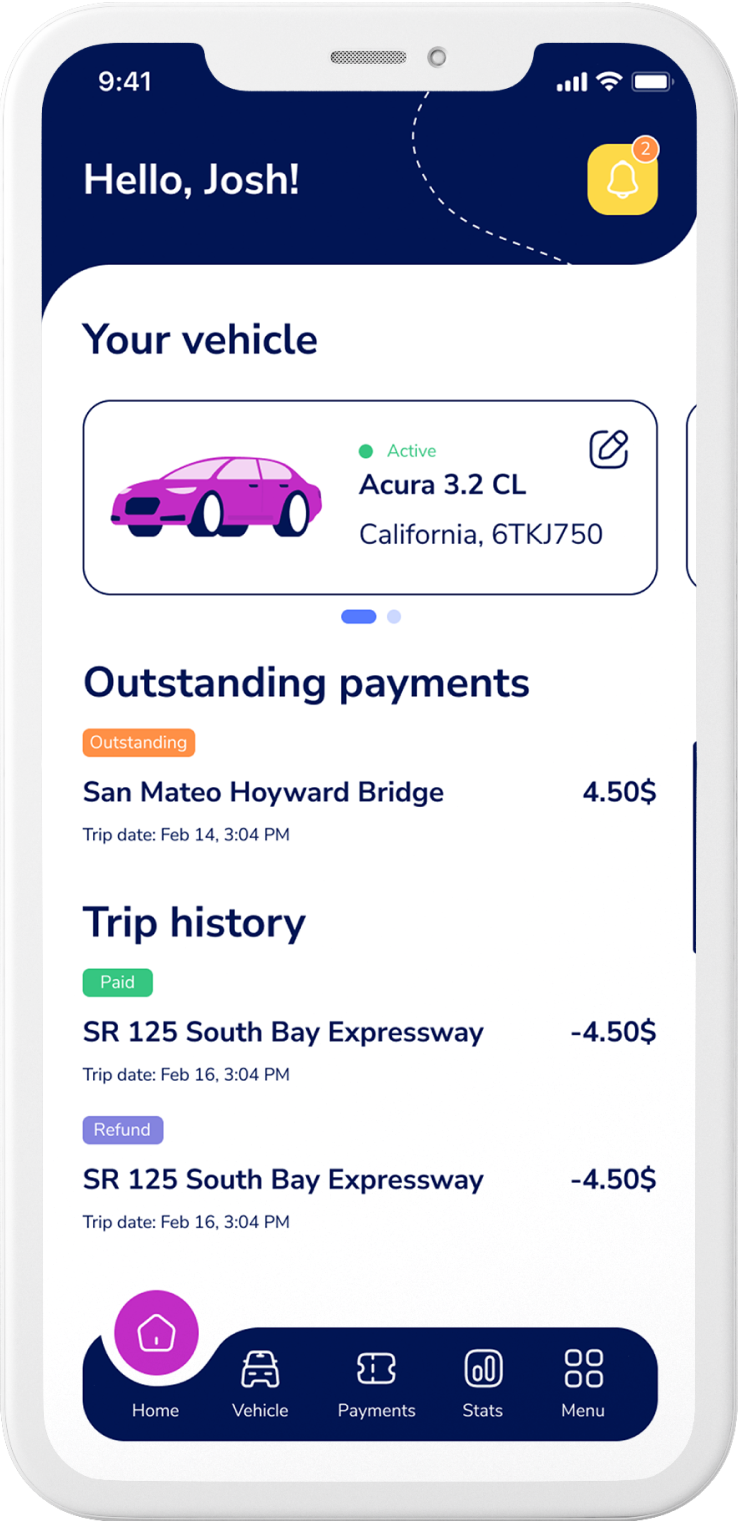 9:41
Hello, Josh!
2
Your vehicle
Active
Acura 3.2 CL
California, 6TKJ750
Outstanding payments
Outstanding
San Mateo Hoyward Bridge 4.50$
Trip date: Feb 14, 3:04 PM
Trip history
Paid
SR 125 South Bay Expressway -4.50$
Trip date: Feb 16, 3:04 PM
Refund
SR 125 South Bay Expressway -4.50$
Trip date: Feb 16, 3:04 PM
Home Vehicle Payments Stats Menu